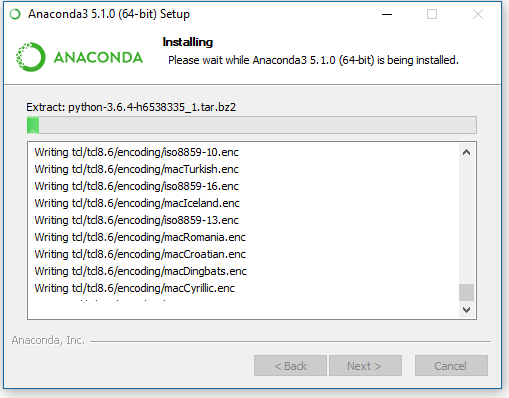 Anaconda3 5.1.0 (64-bit) Setup
ANACONDA
Installing
Please wait while Anaconda3 5.1.0 (64-bit) is being installed.
Extract: python-3.6.4-h6538335_1.tar.bz2
Writing tcl/tcl8.6/encoding/iso8859-10.enc
Writing tcl/tcl8.6/encoding/macTurkish.enc
Writing tcl/tcl8.6/encoding/iso8859-16.enc
Writing tcl/tcl8.6/encoding/macIceland.enc
Writing tcl/tcl8.6/encoding/iso8859-13.enc
Writing tcl/tcl8.6/encoding/macRomania.enc
Writing tcl/tcl8.6/encoding/macCroatian.enc
Writing tcl/tcl8.6/encoding/macDingbats.enc
Writing tcl/tcl8.6/encoding/macCyrillic.enc
Anaconda, Inc.
< Back Next > Cancel